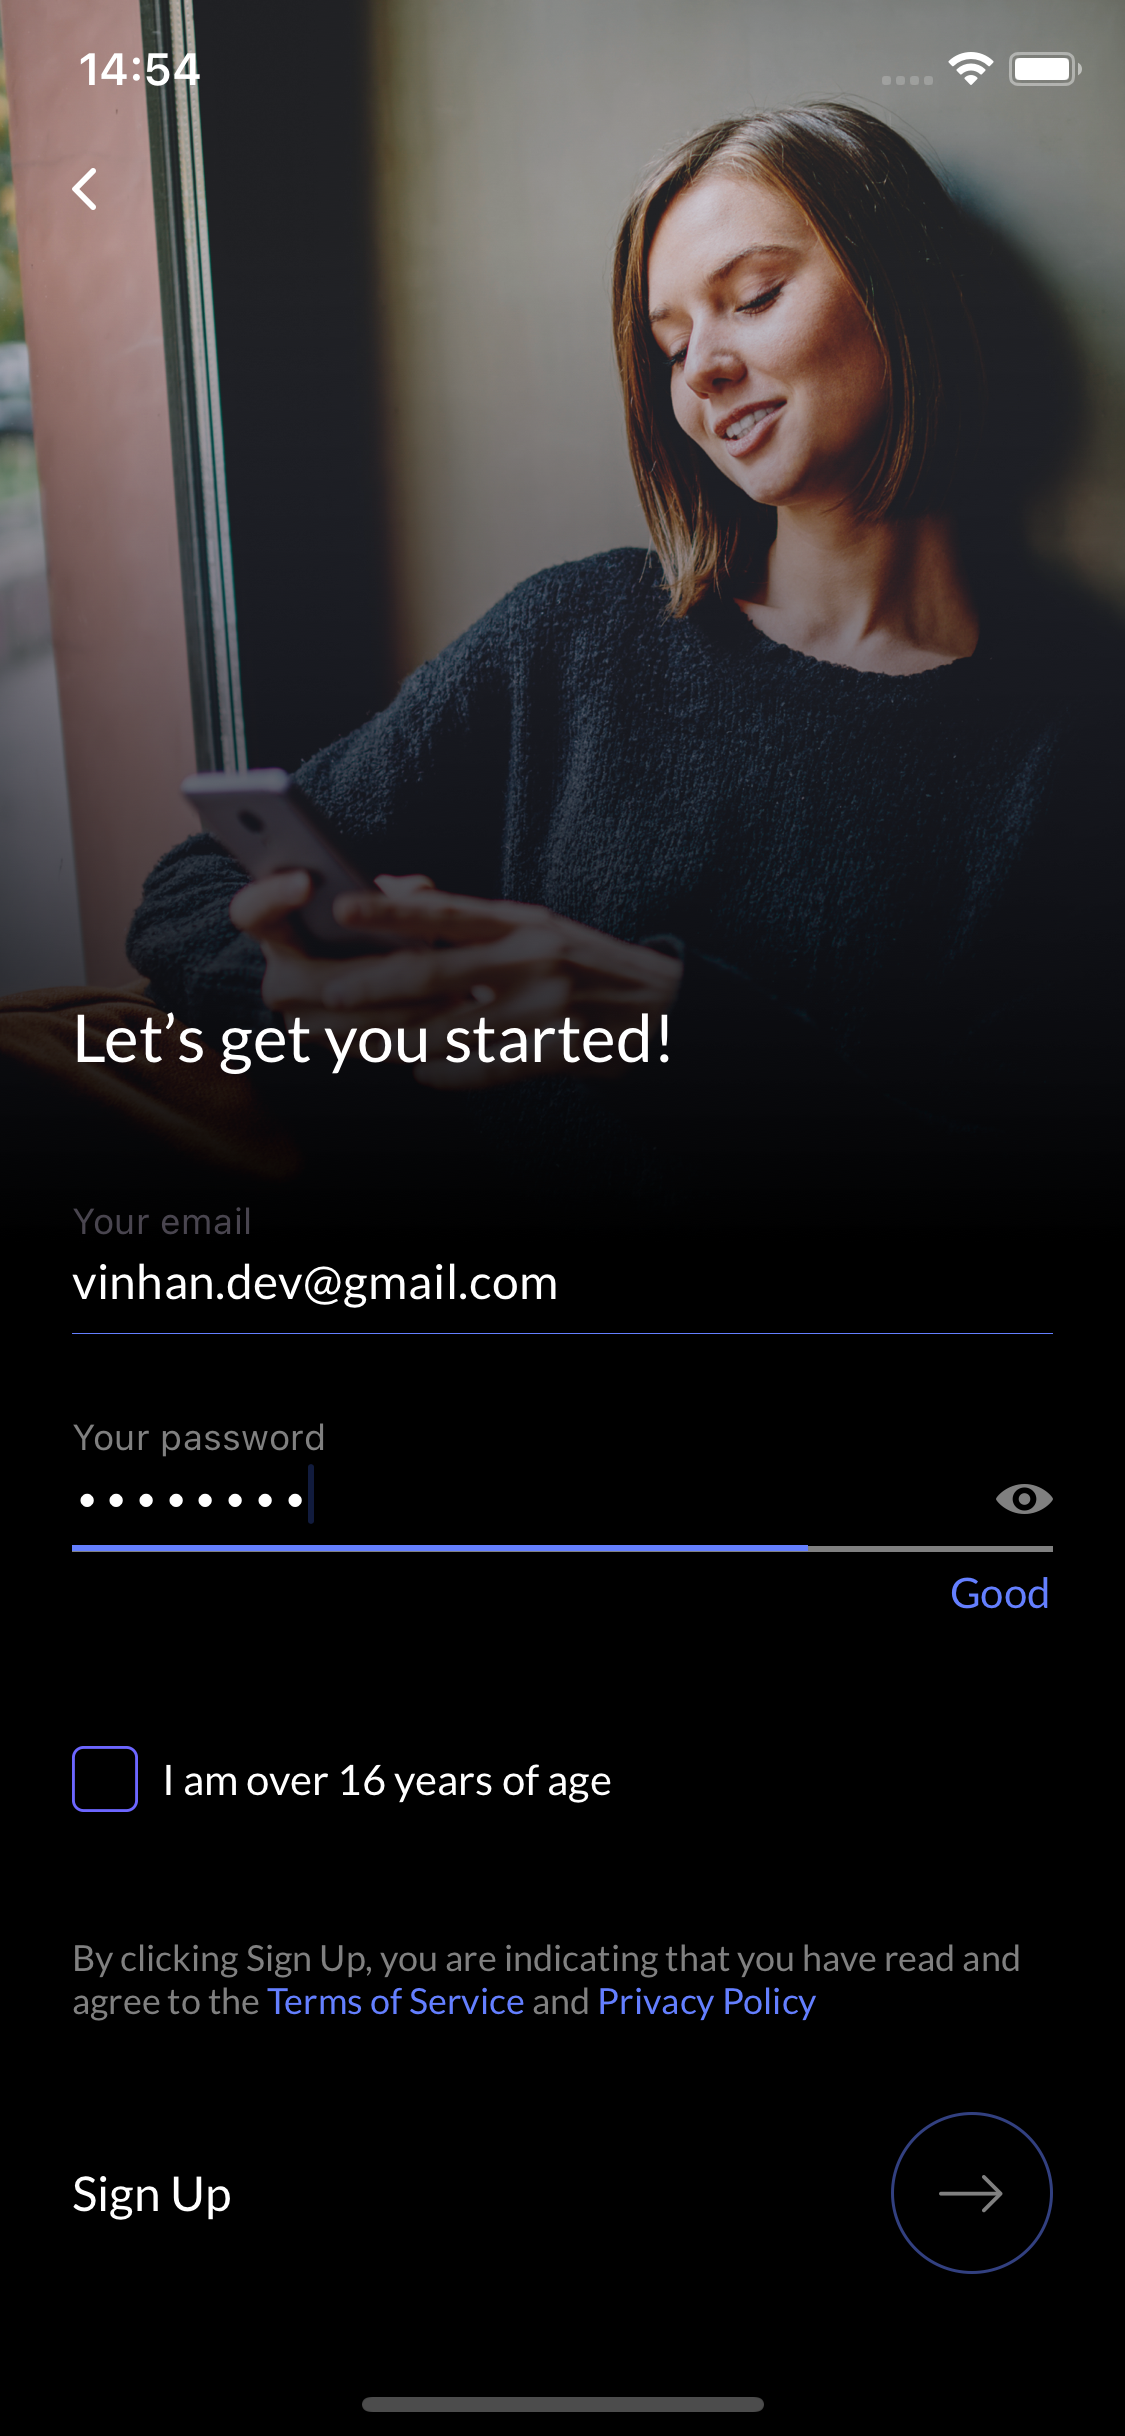 14:54
Let’s get you started!
Your email
vinhan.dev@gmail.com
Your password
••••••••
Good
I am over 16 years of age
By clicking Sign Up, you are indicating that you have read and
agree to the Terms of Service and Privacy Policy
Sign Up